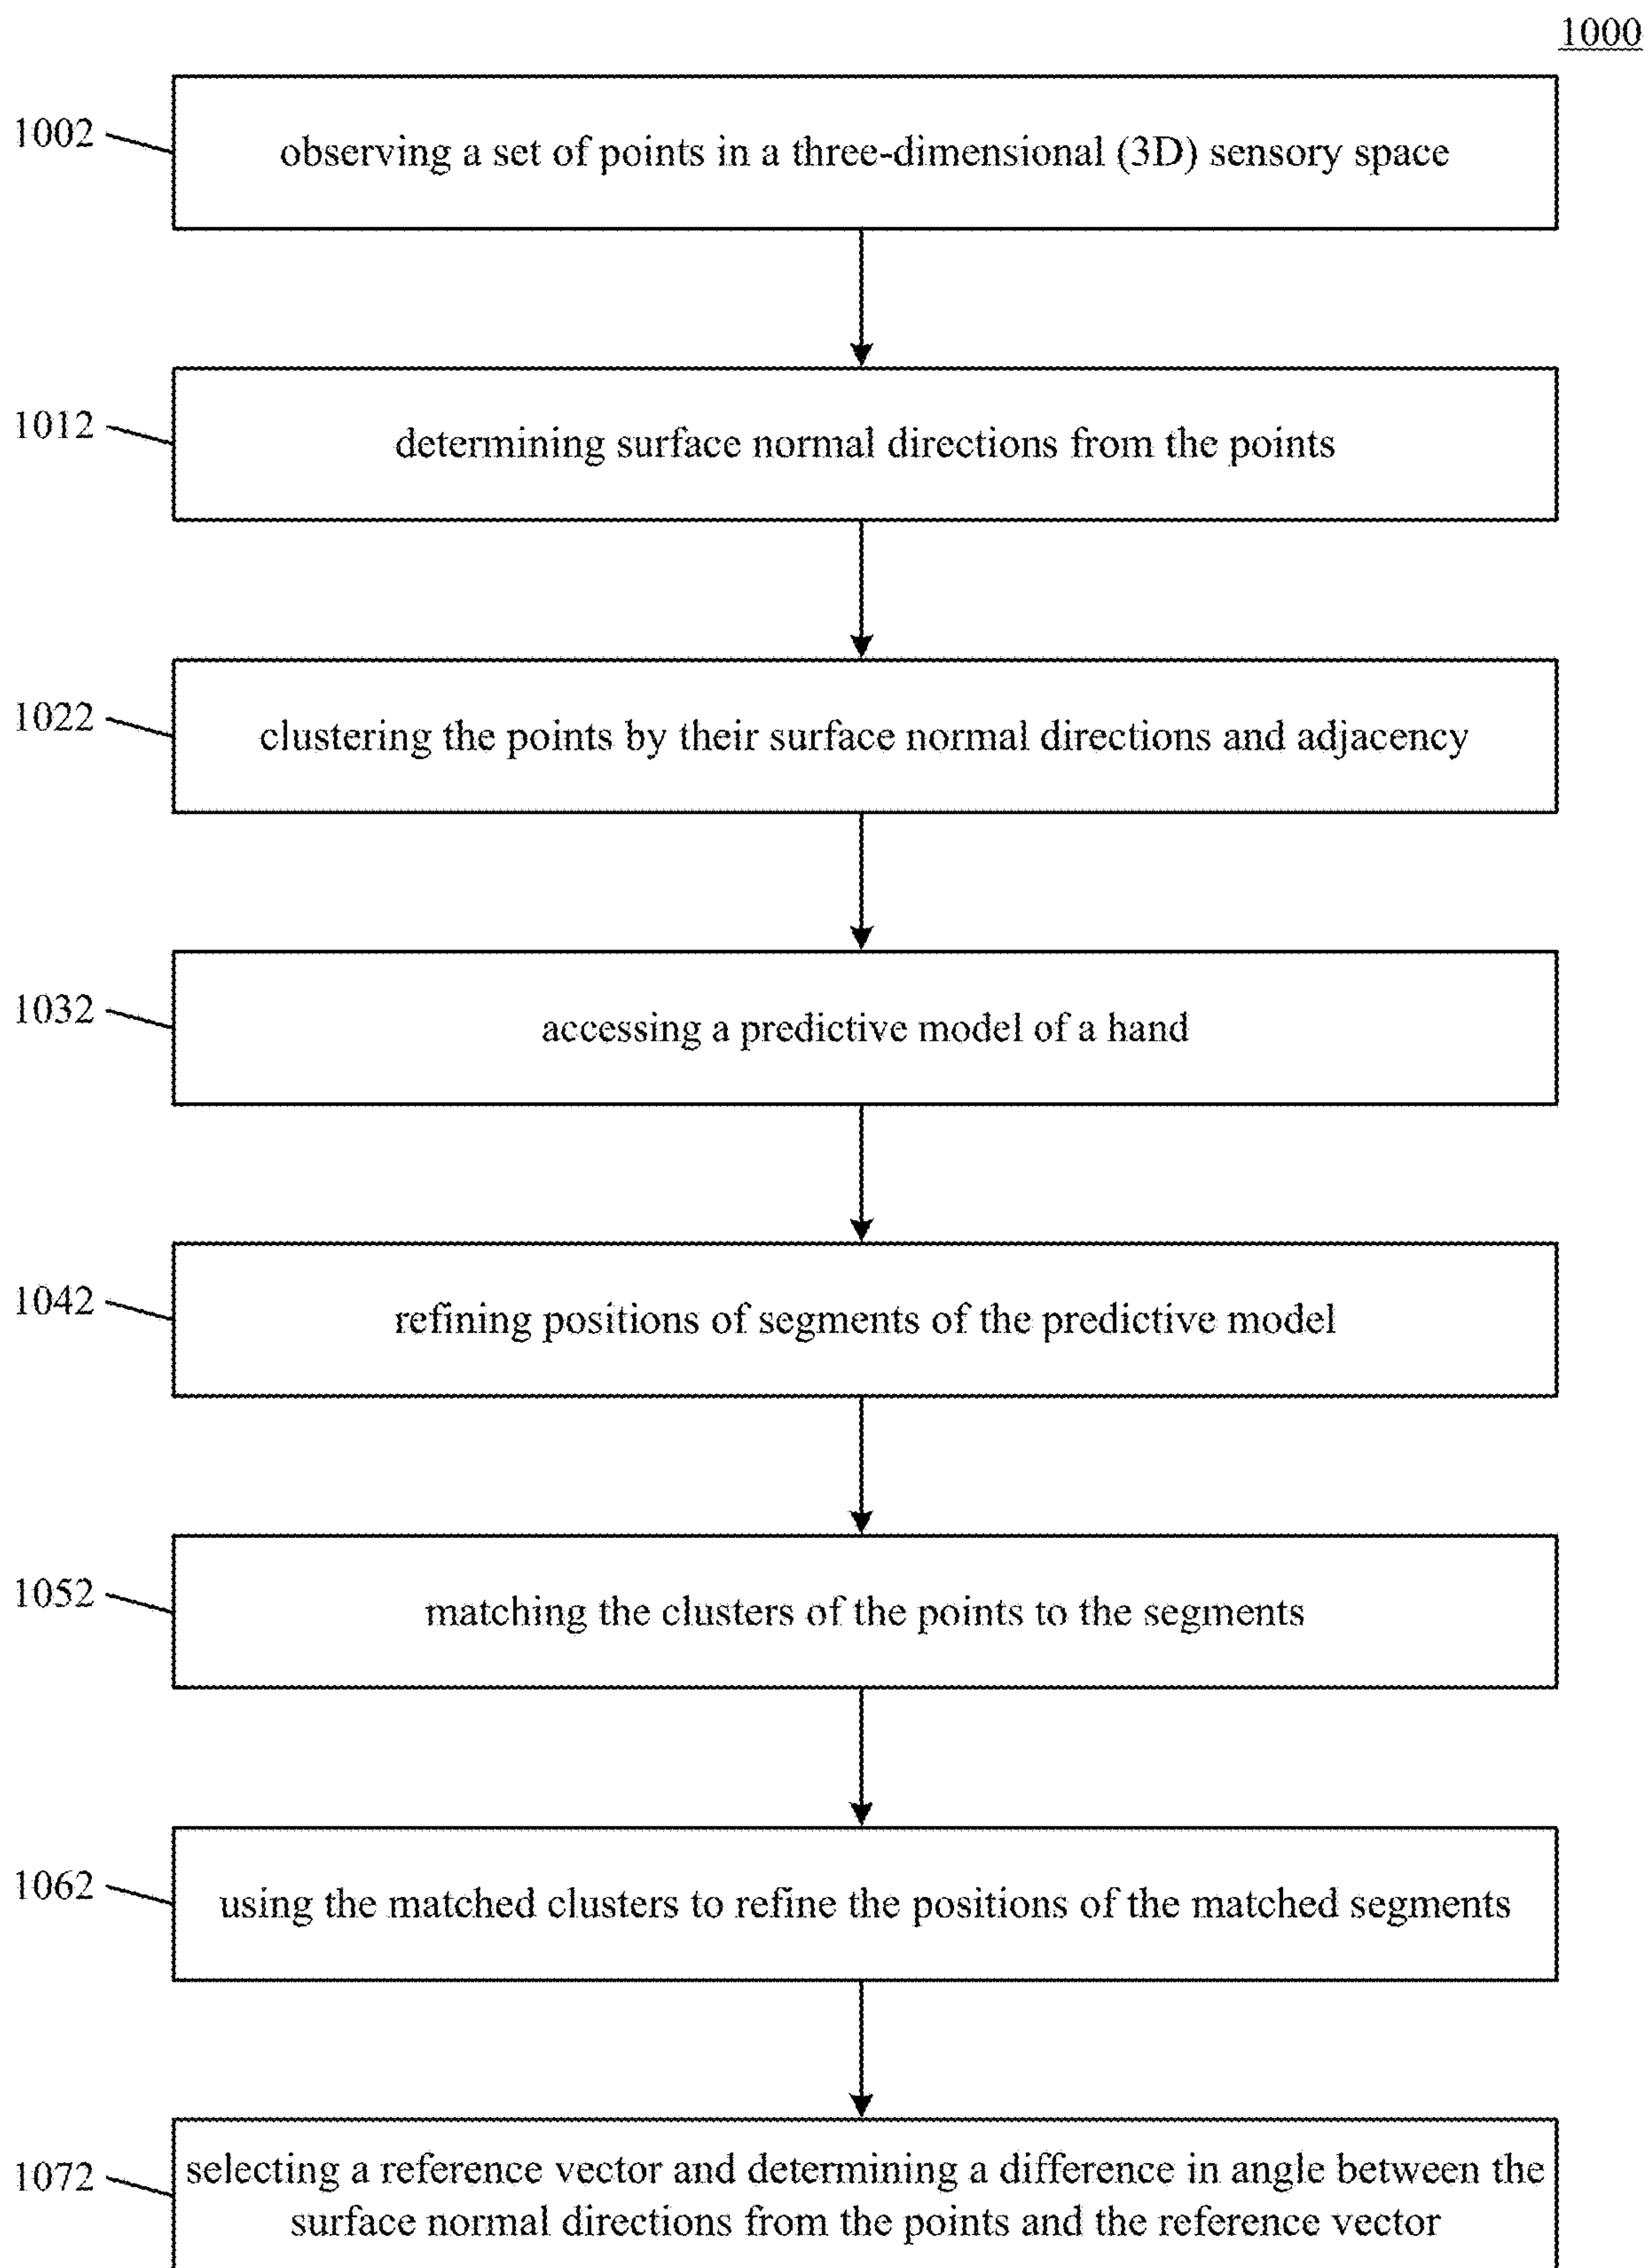 1000
1002
observing a set of points in a three-dimensional (3D) sensory space
1012
determining surface normal directions from the points
1022
clustering the points by their surface normal directions and adjacency
1032
accessing a predictive model of a hand
1042
refining positions of segments of the predictive model
1052
matching the clusters of the points to the segments
1062
using the matched clusters to refine the positions of the matched segments
1072
selecting a reference vector and determining a difference in angle between the
surface normal directions from the points and the reference vector